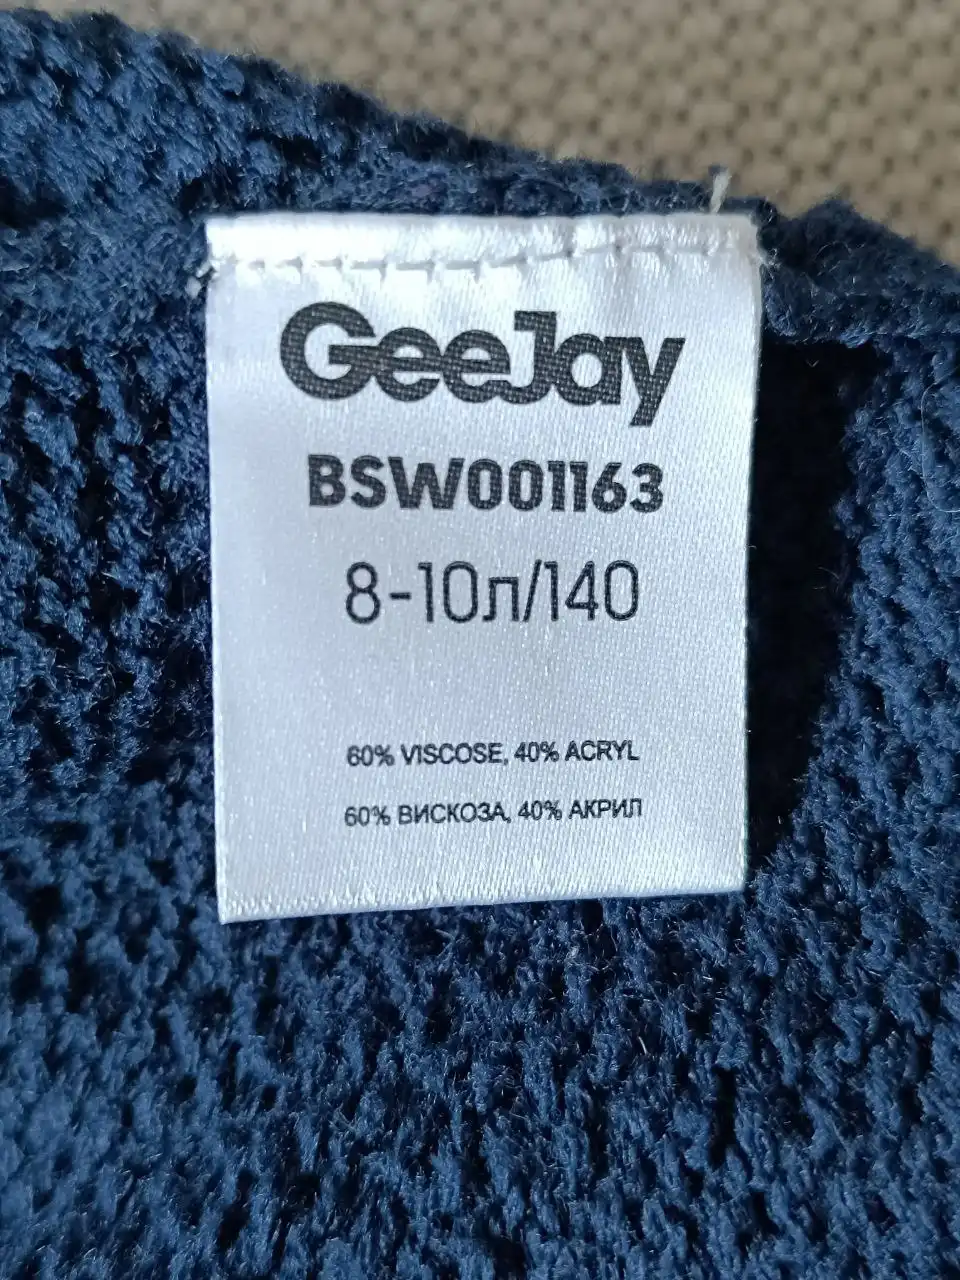 GeeJay
BSW001163
8-10л/140
60% VISCOSE, 40% ACRYL
60% ВИСКОЗА, 40% АКРИЛ